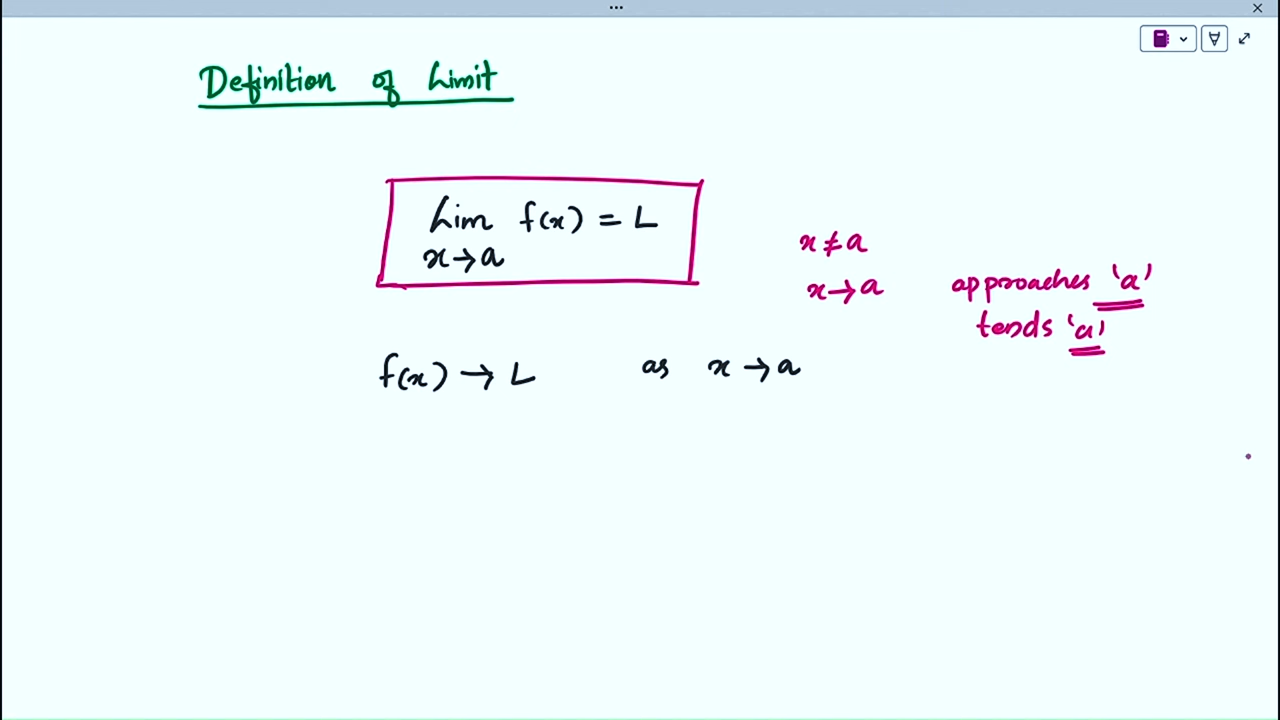 Definition of Limit
Lim f(x) = L
x→a
x≠a
x→a approaches 'a'
tends 'a'
f(x) → L as x → a